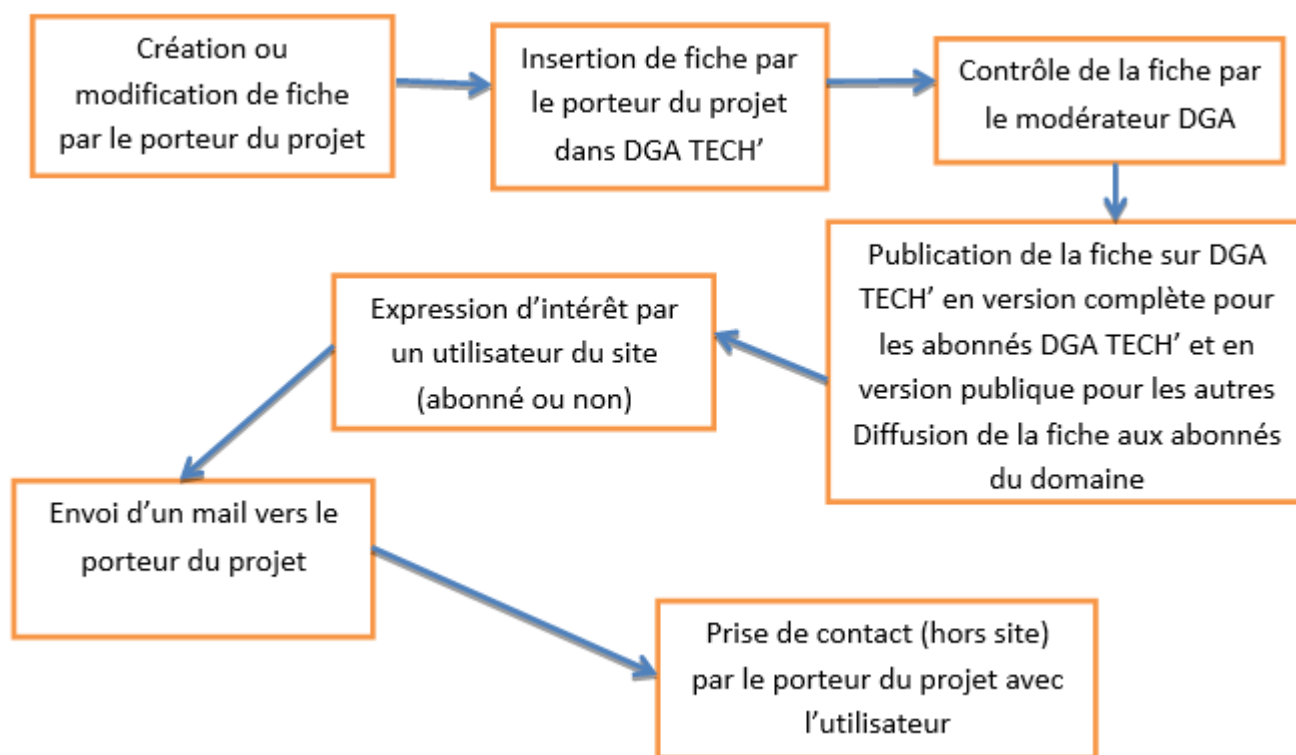 Création ou
modification de fiche
par le porteur du projet
Insertion de fiche par
le porteur du projet
dans DGA TECH’
Contrôle de la fiche par
le modérateur DGA
Publication de la fiche sur DGA
TECH’ en version complète pour
les abonnés DGA TECH’ et en
version publique pour les autres
Diffusion de la fiche aux abonnés
du domaine
Expression d’intérêt par
un utilisateur du site
(abonné ou non)
Envoi d’un mail vers le
porteur du projet
Prise de contact (hors site)
par le porteur du projet avec
l’utilisateur